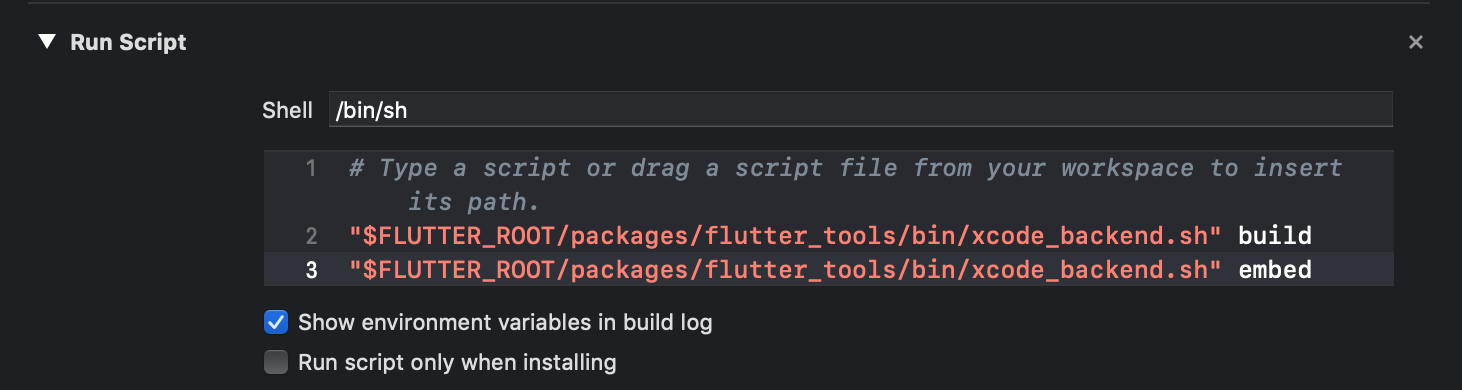 Run Script
Shell /bin/sh
1 # Type a script or drag a script file from your workspace to insert
its path.
2 "$FLUTTER_ROOT/packages/flutter_tools/bin/xcode_backend.sh" build
3 "$FLUTTER_ROOT/packages/flutter_tools/bin/xcode_backend.sh" embed
Show environment variables in build log
Run script only when installing